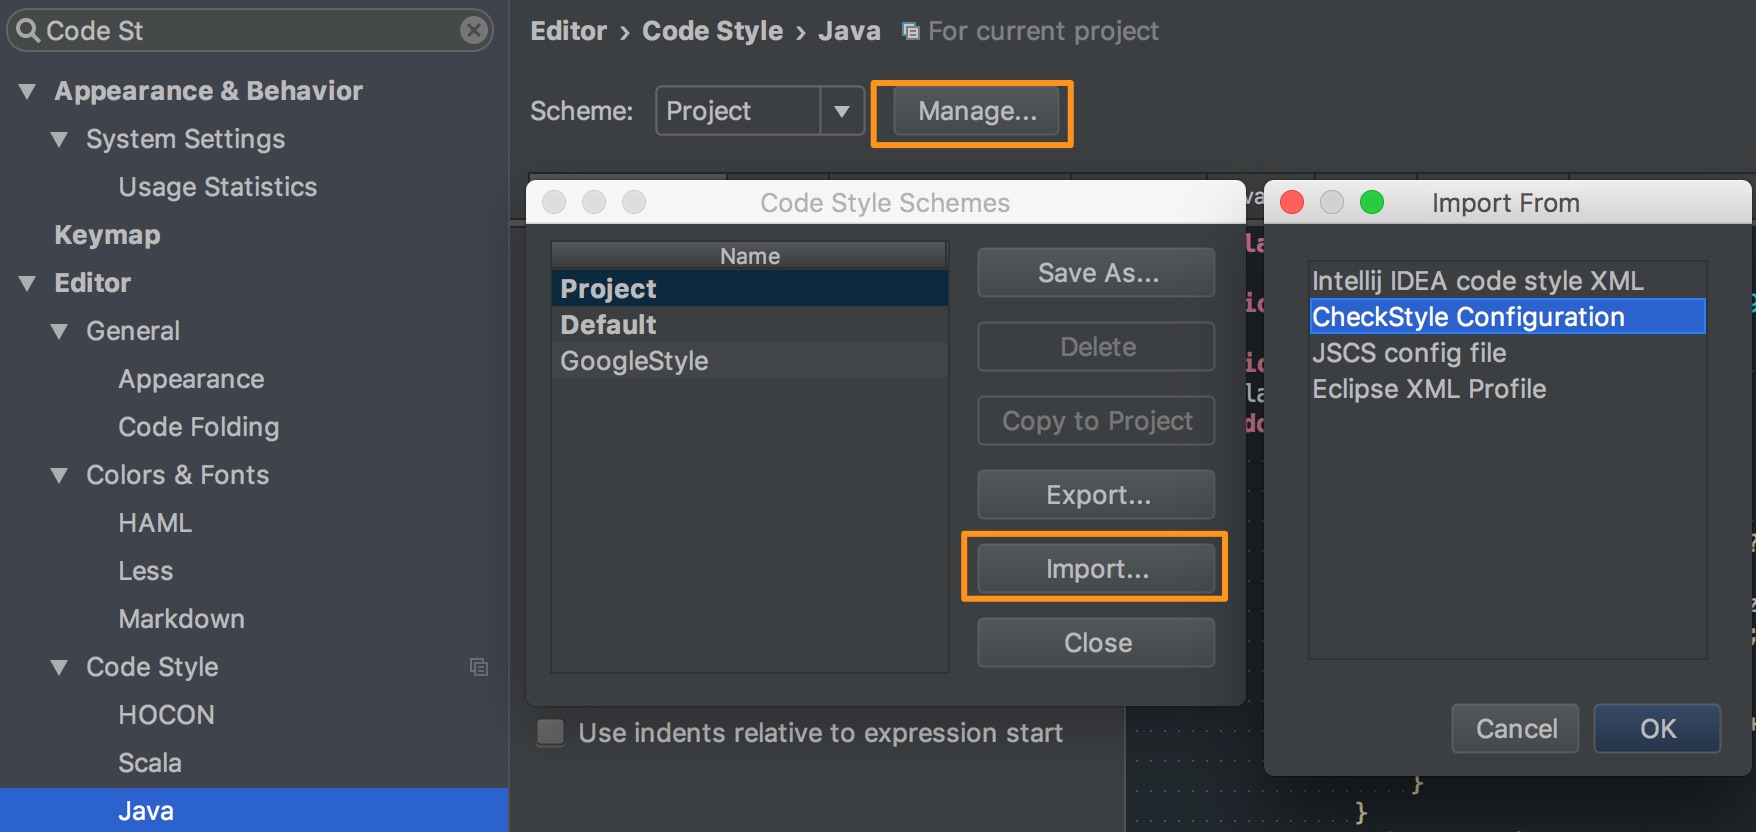 Code St
Appearance & Behavior
System Settings
Usage Statistics
Keymap
Editor
General
Appearance
Code Folding
Colors & Fonts
HAML
Less
Markdown
Code Style
HOCON
Scala
Java
Editor › Code Style › Java For current project
Scheme: Project Manage...
Code Style Schemes
Name
Project
Default
GoogleStyle
Save As...
Delete
Copy to Project
Export...
Import...
Close
Use indents relative to expression start
Import From
Intellij IDEA code style XML
CheckStyle Configuration
JSCS config file
Eclipse XML Profile
Cancel OK
}
}